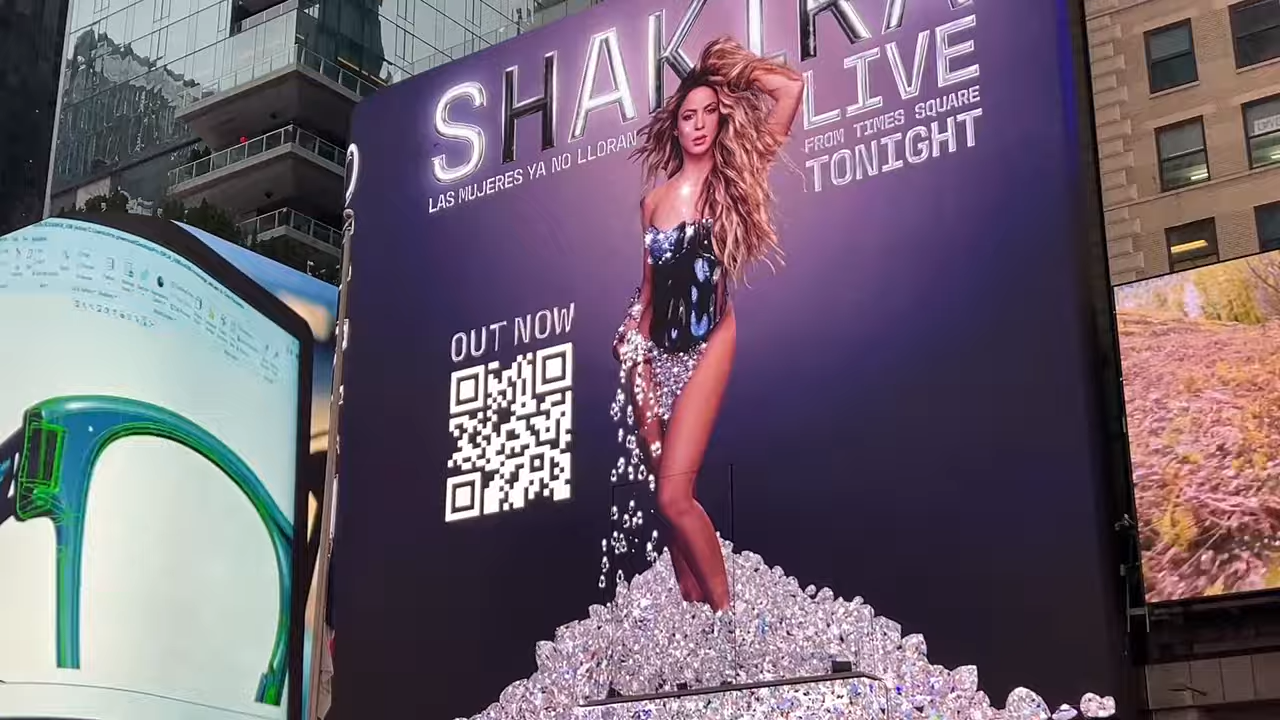 SHAKIRA
LAS MUJERES YA NO LLORAN
LIVE
FROM TIMES SQUARE
TONIGHT
OUT NOW